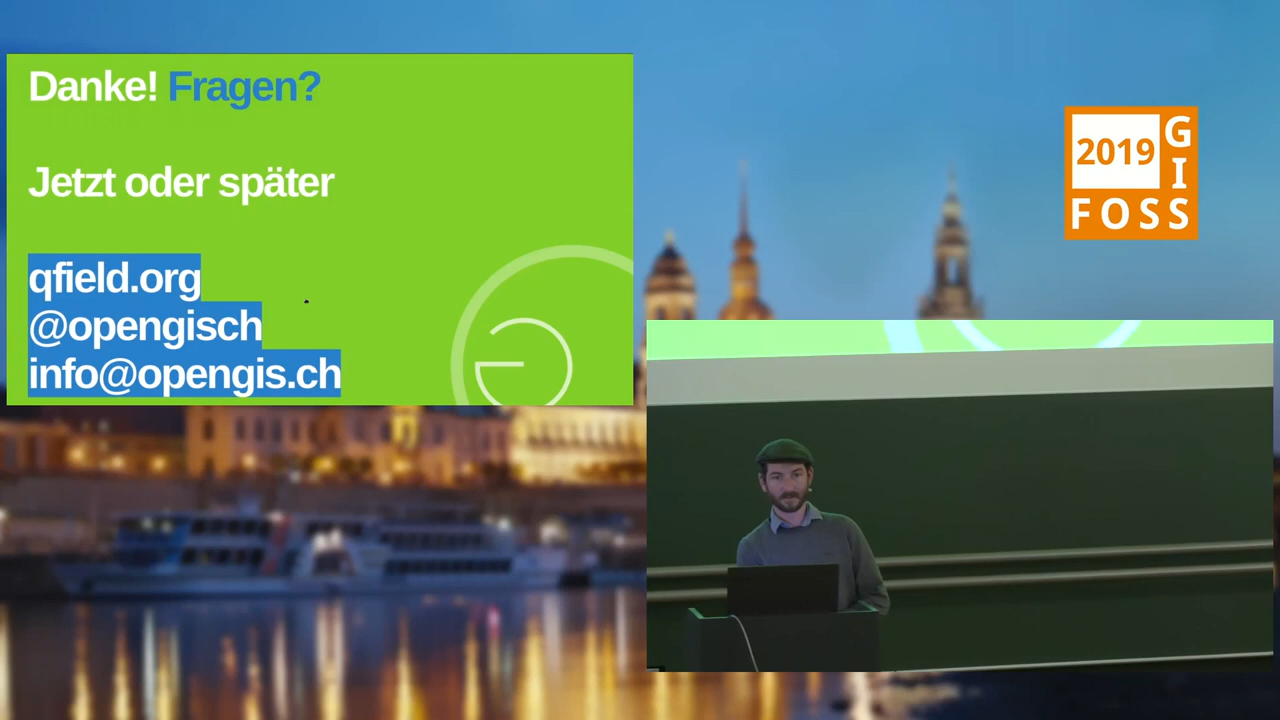 Danke! Fragen?
Jetzt oder später
qfield.org
@opengisch
info@opengis.ch
2019
G
I
FOSS